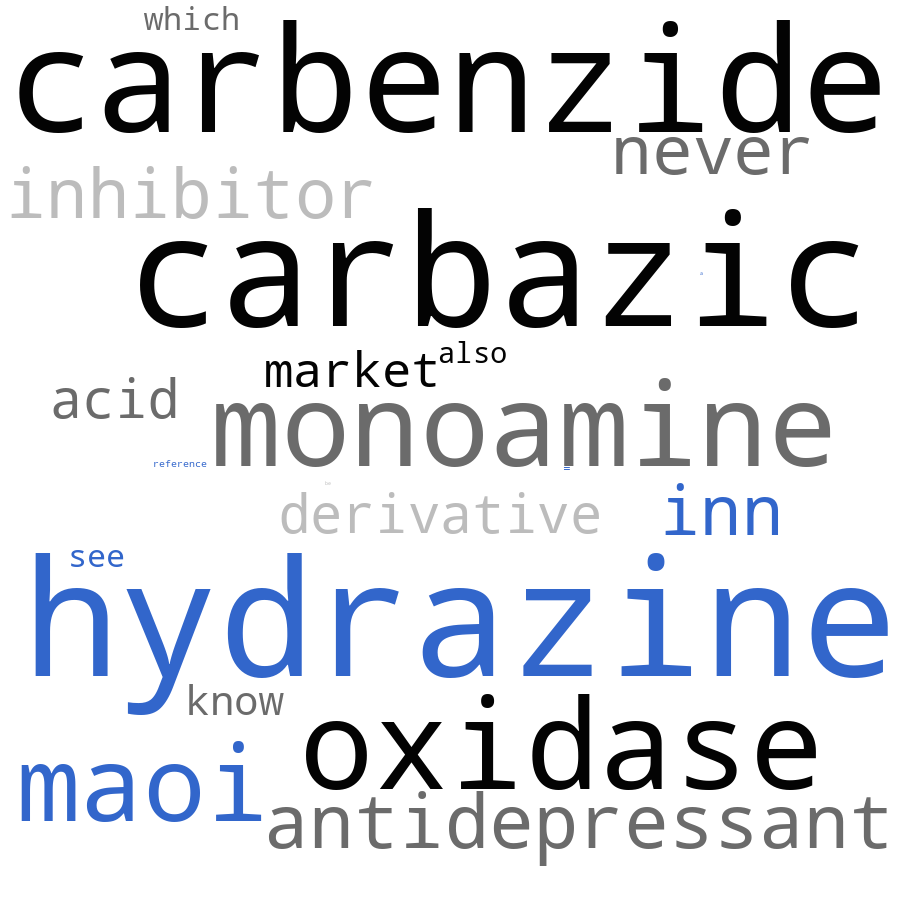 which
carbenzide
never
inhibitor
carbazic
also
market
acid
monoamine
reference
derivative
inn
see
hydrazine
know
oxidase
maoi
antidepressant